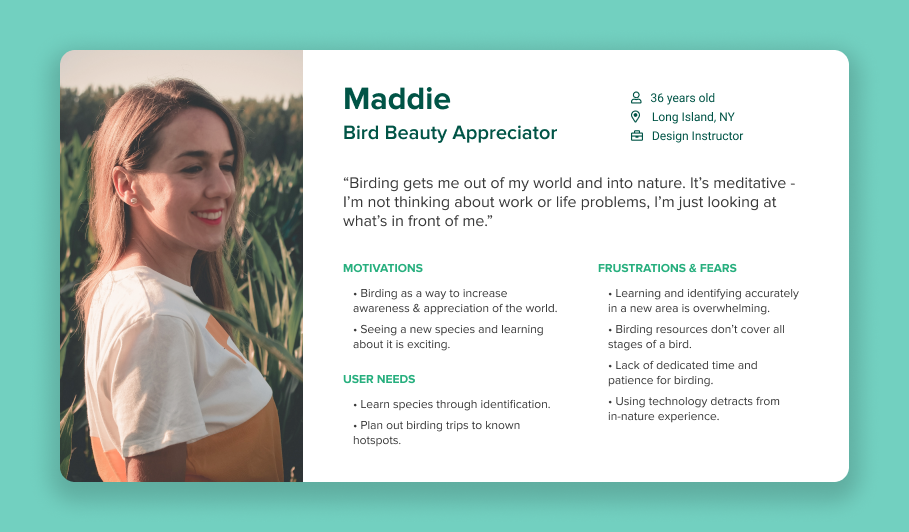 Maddie
Bird Beauty Appreciator
36 years old
Long Island, NY
Design Instructor
“Birding gets me out of my world and into nature. It’s meditative -
I’m not thinking about work or life problems, I’m just looking at
what’s in front of me.”
MOTIVATIONS
• Birding as a way to increase
awareness & appreciation of the world.
• Seeing a new species and learning
about it is exciting.
USER NEEDS
• Learn species through identification.
• Plan out birding trips to known
hotspots.
FRUSTRATIONS & FEARS
• Learning and identifying accurately
in a new area is overwhelming.
• Birding resources don’t cover all
stages of a bird.
• Lack of dedicated time and
patience for birding.
• Using technology detracts from
in-nature experience.